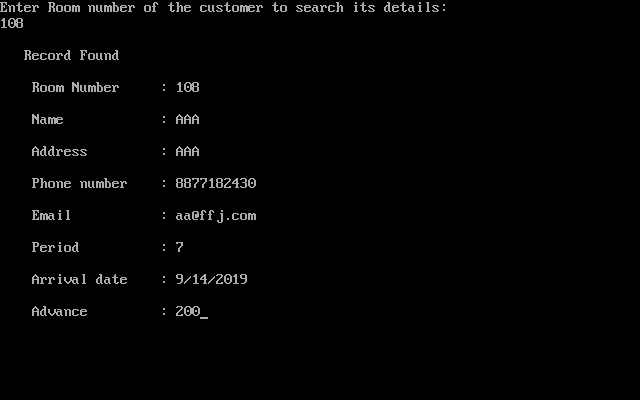 Enter Room number of the customer to search its details:
108
Record Found
Room Number : 108
Name : AAA
Address : AAA
Phone number : 8877182430
Email : aa@ffj.com
Period : 7
Arrival date : 9/14/2019
Advance : 200_